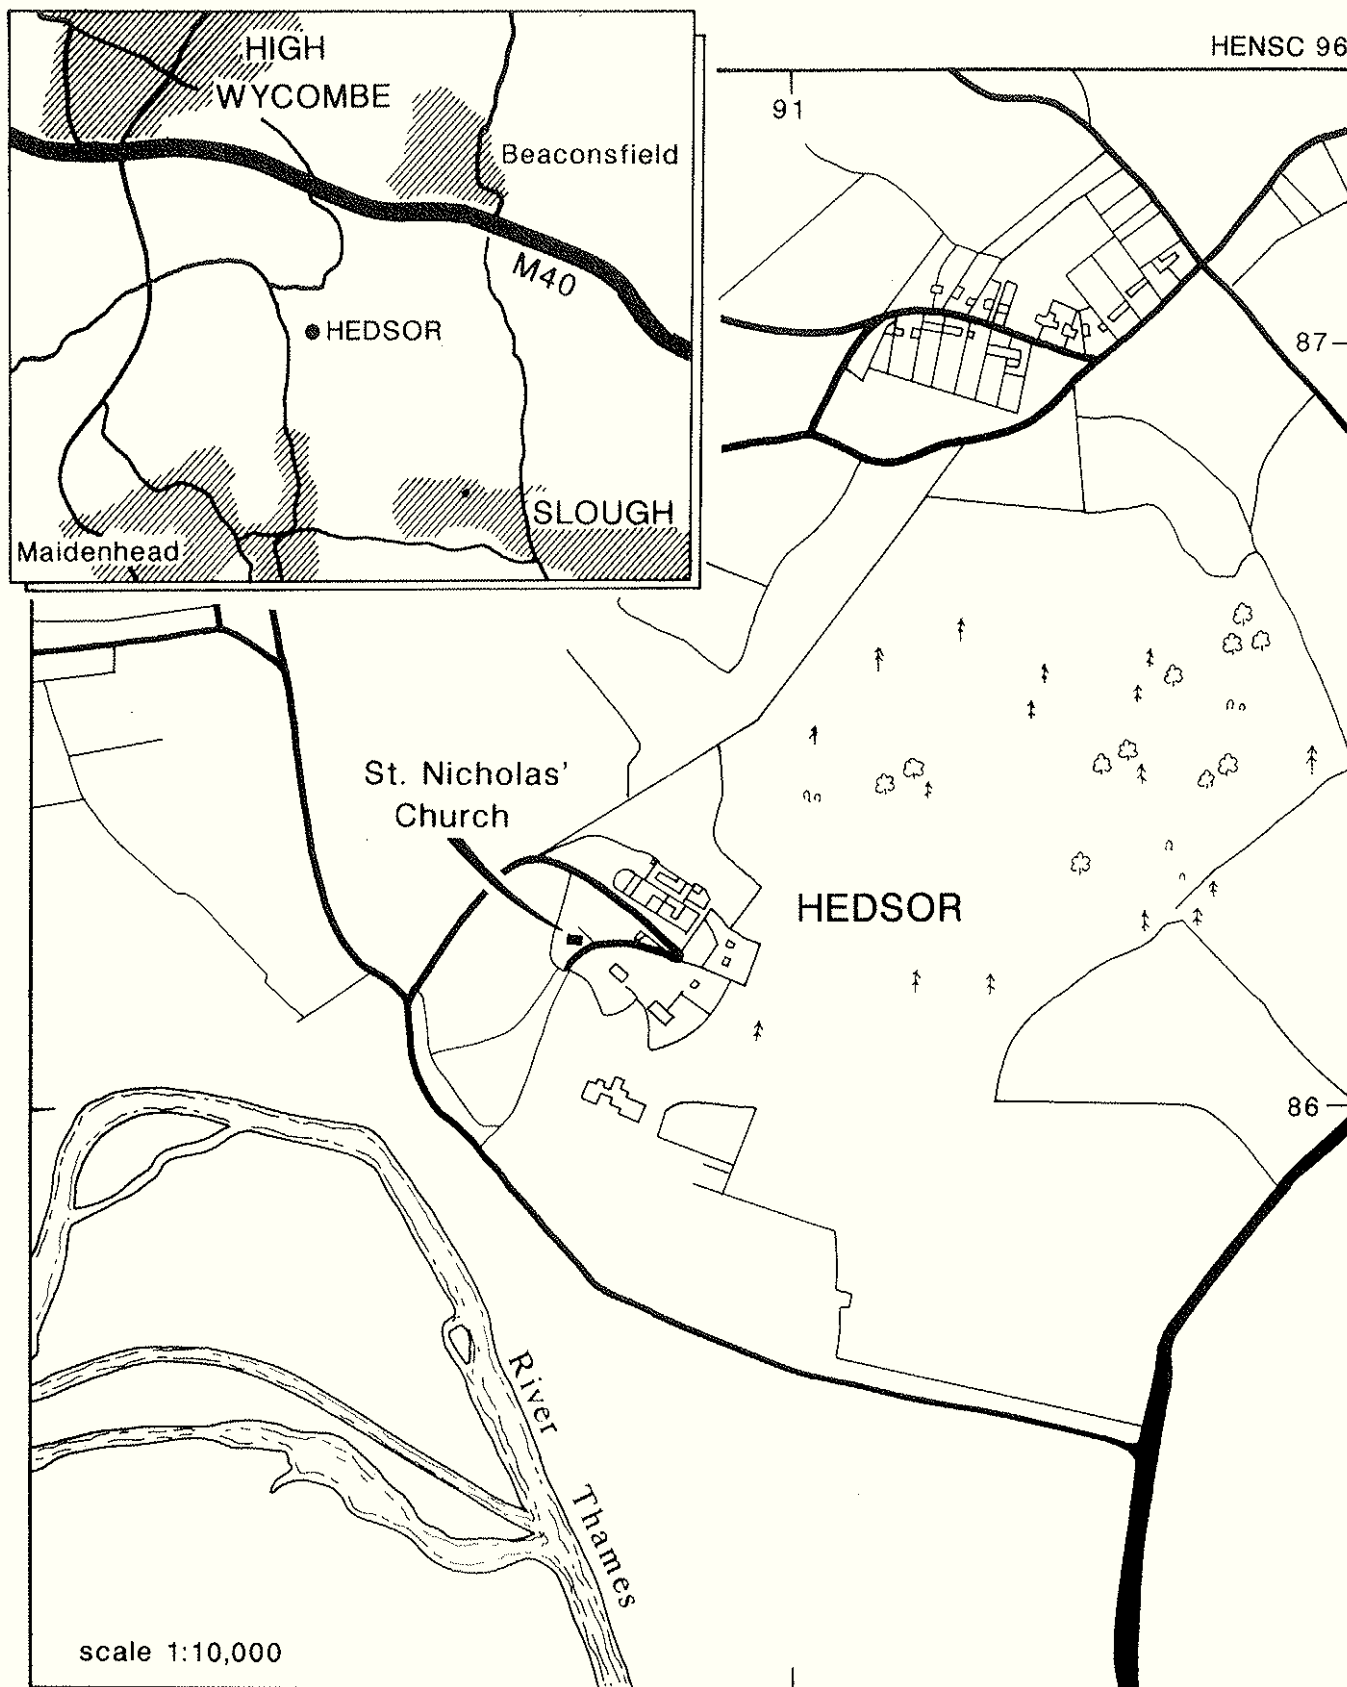 HENSC 96
HIGH
WYCOMBE
Beaconsfield
M40
HEDSOR
SLOUGH
Maidenhead
91
87
St. Nicholas'
Church
HEDSOR
86
River
Thames
scale 1:10,000